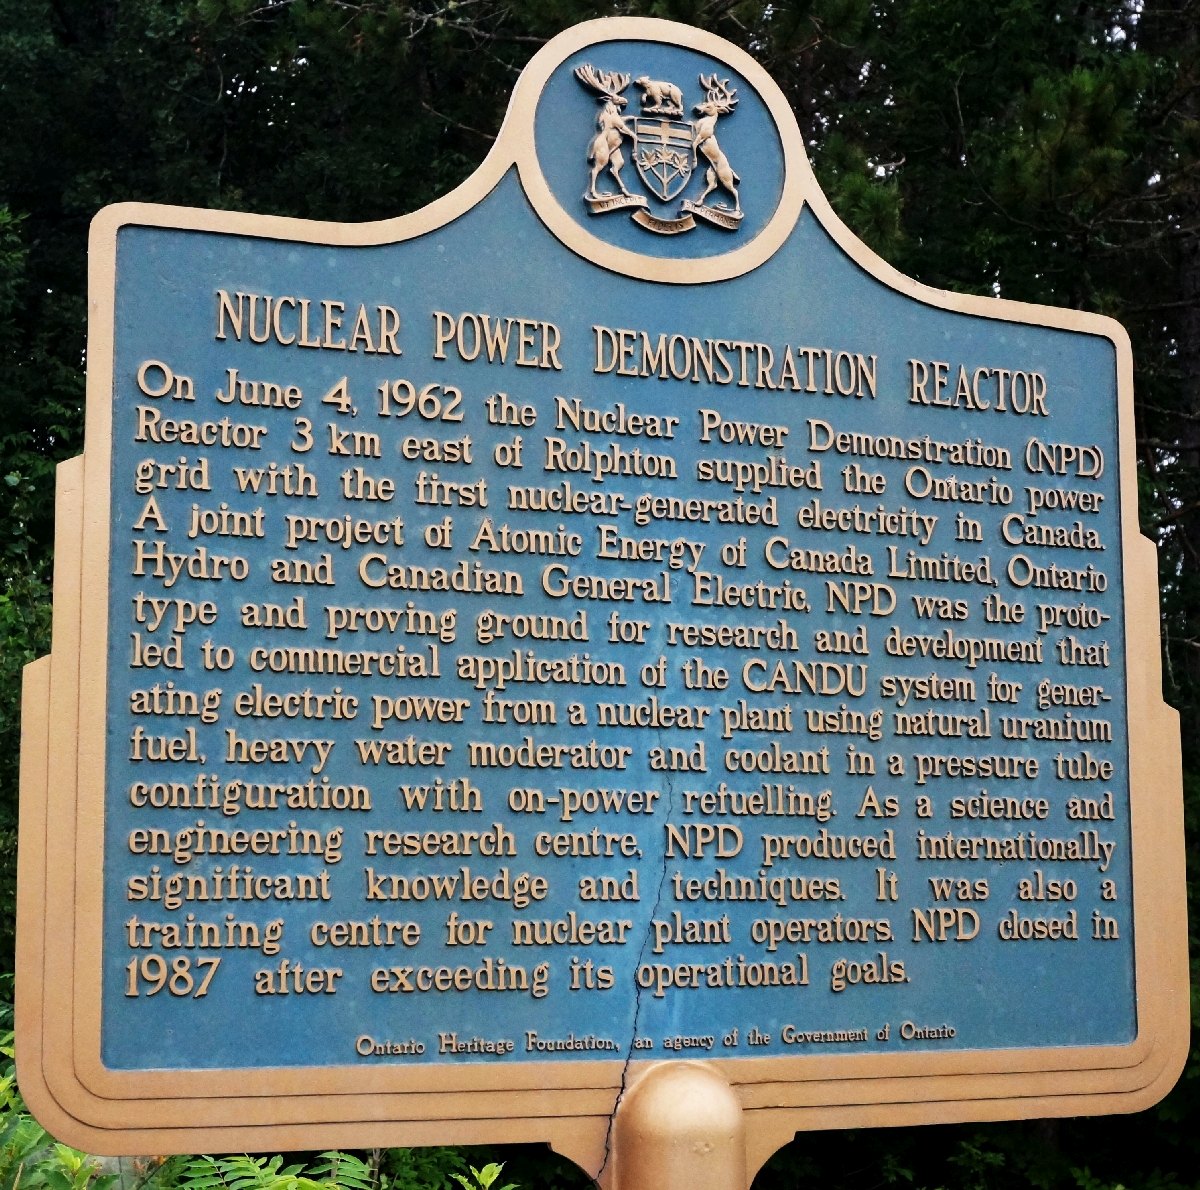 NUCLEAR POWER DEMONSTRATION REACTOR
On June 4, 1962 the Nuclear Power Demonstration (NPD)
Reactor 3 km east of Rolphton supplied the Ontario power
grid with the first nuclear-generated electricity in Canada.
A joint project of Atomic Energy of Canada Limited, Ontario
Hydro and Canadian General Electric, NPD was the proto-
type and proving ground for research and development that
led to commercial application of the CANDU system for gener-
ating electric power from a nuclear plant using natural uranium
fuel, heavy water moderator and coolant in a pressure tube
configuration with on-power refuelling. As a science and
engineering research centre, NPD produced internationally
significant knowledge and techniques. It was also a
training centre for nuclear plant operators. NPD closed in
1987 after exceeding its operational goals.
Ontario Heritage Foundation, an agency of the Government of Ontario